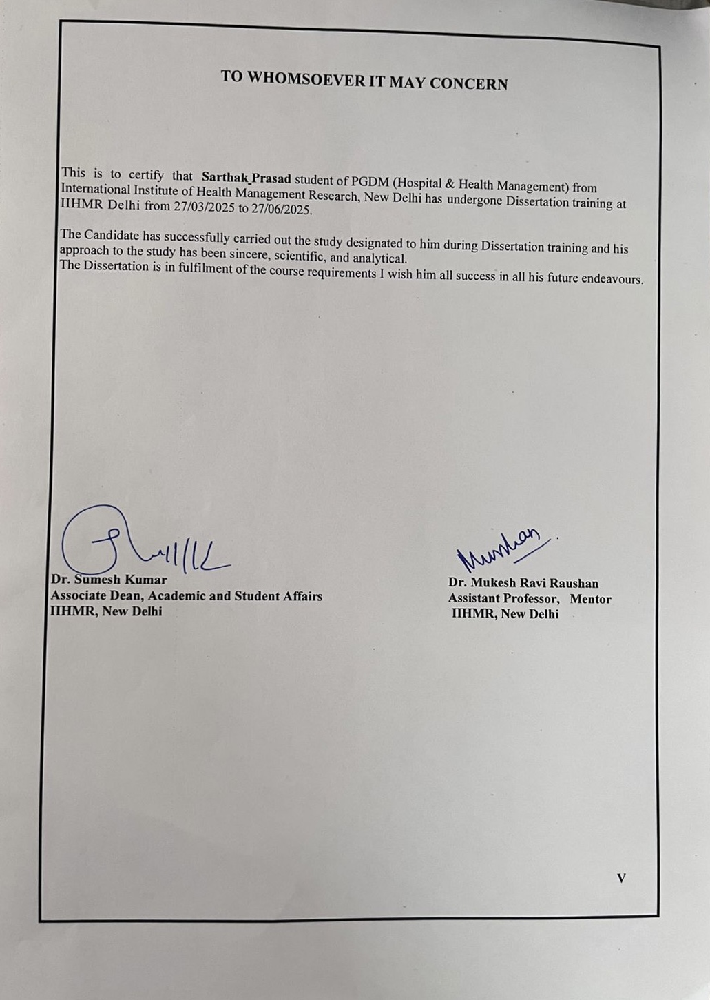 TO WHOMSOEVER IT MAY CONCERN
This is to certify that Sarthak Prasad student of PGDM (Hospital & Health Management) from
International Institute of Health Management Research, New Delhi has undergone Dissertation training at
IIHMR Delhi from 27/03/2025 to 27/06/2025.
The Candidate has successfully carried out the study designated to him during Dissertation training and his
approach to the study has been sincere, scientific, and analytical.
The Dissertation is in fulfilment of the course requirements I wish him all success in all his future endeavours.
Dr. Sumesh Kumar
Associate Dean, Academic and Student Affairs
IIHMR, New Delhi
Dr. Mukesh Ravi Raushan
Assistant Professor, Mentor
IIHMR, New Delhi
V